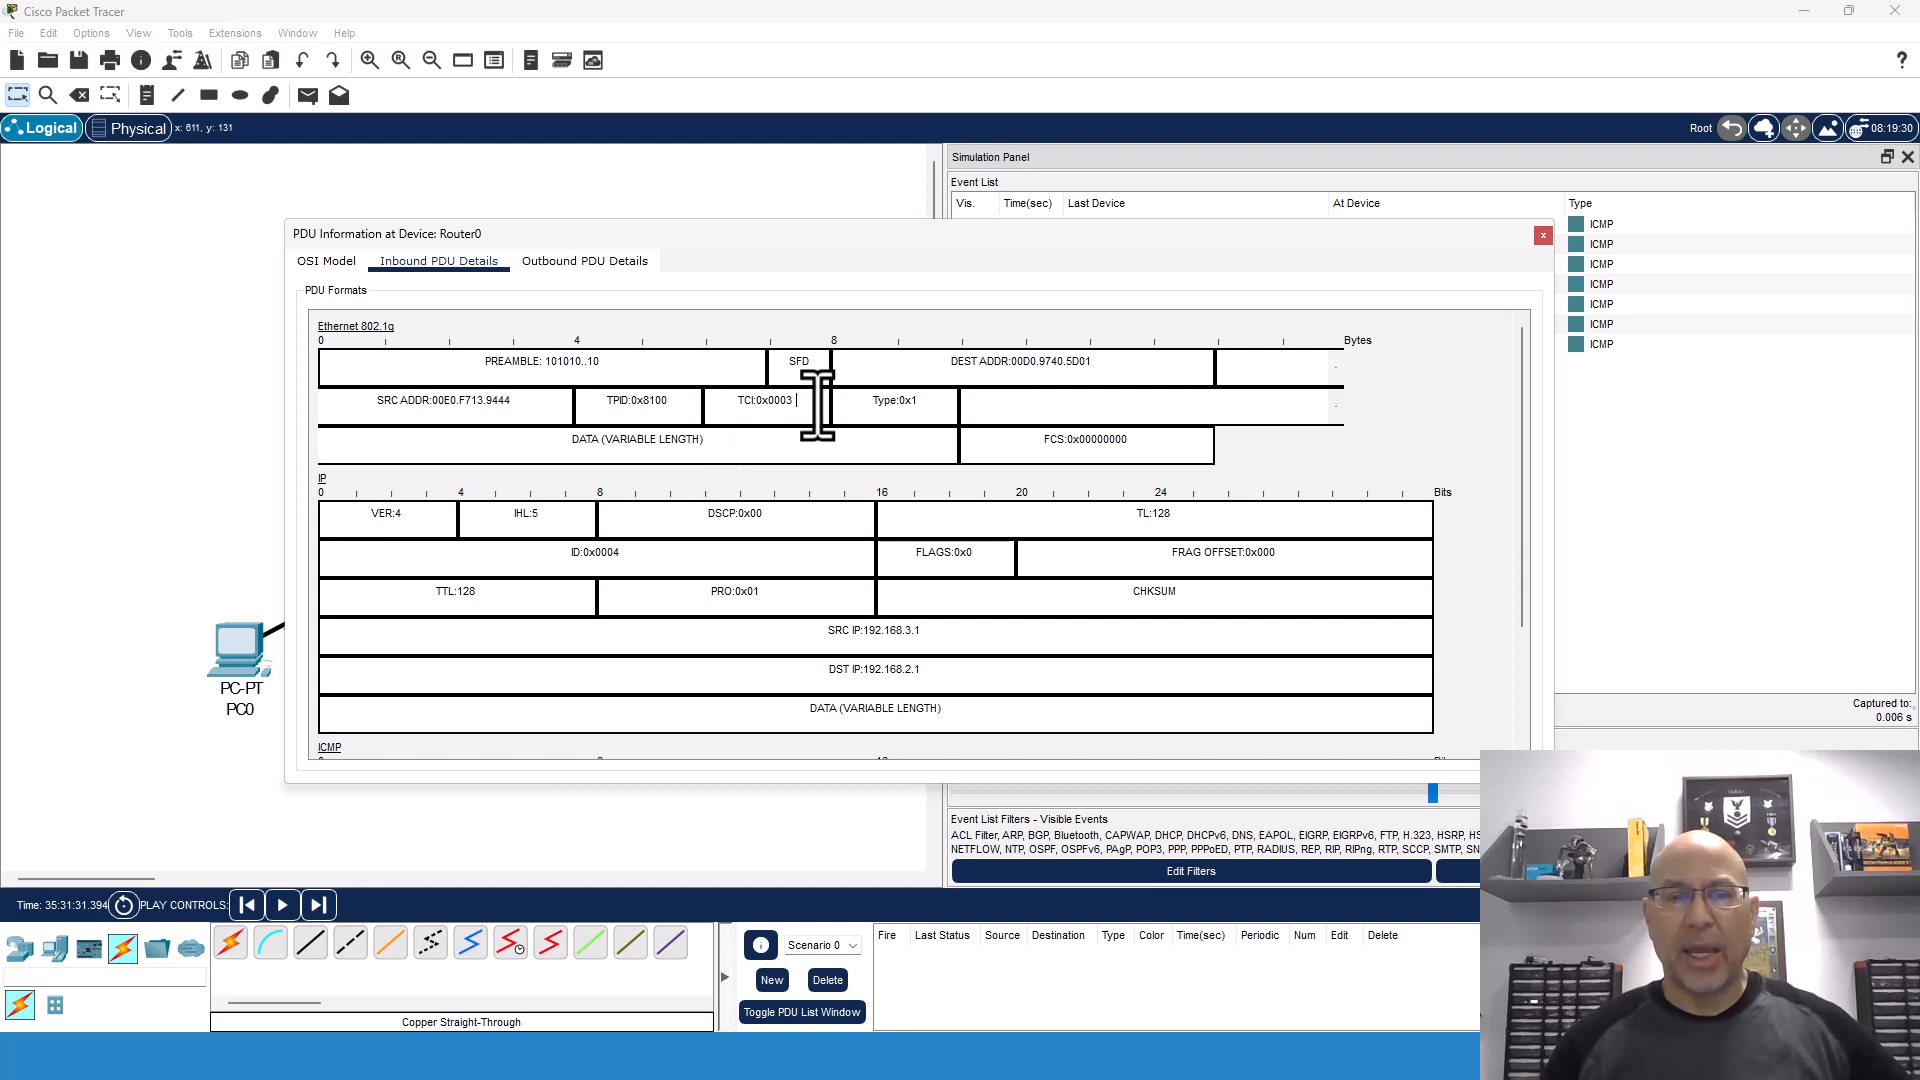 Cisco Packet Tracer
File Edit Options View Tools Extensions Window Help
Logical Physical x: 611, y: 131 Root 08:19:30
Simulation Panel
Event List
Vis. Time(sec) Last Device At Device Type
ICMP
ICMP
ICMP
ICMP
ICMP
ICMP
ICMP
PDU Information at Device: Router0
OSI Model Inbound PDU Details Outbound PDU Details
PDU Formats
Ethernet 802.1q
0 4 8 Bytes
PREAMBLE: 101010..10 SFD DEST ADDR:00D0.9740.5D01
SRC ADDR:00E0.F713.9444 TPID:0x8100 TCI:0x0003 Type:0x1
DATA (VARIABLE LENGTH) FCS:0x00000000
IP
0 4 8 16 20 24 Bits
VER:4 IHL:5 DSCP:0x00 TL:128
ID:0x0004 FLAGS:0x0 FRAG OFFSET:0x000
TTL:128 PRO:0x01 CHKSUM
SRC IP:192.168.3.1
DST IP:192.168.2.1
DATA (VARIABLE LENGTH)
ICMP
PC-PT
PC0
Captured to:
0.006 s
Event List Filters - Visible Events
ACL Filter, ARP, BGP, Bluetooth, CAPWAP, DHCP, DHCPv6, DNS, EAPOL, EIGRP, EIGRPv6, FTP, H.323, HSRP, HS
NETFLOW, NTP, OSPF, OSPFv6, PAgP, POP3, PPP, PPPoED, PTP, RADIUS, REP, RIP, RIPng, RTP, SCCP, SMTP, SN
Edit Filters
Time: 35:31:31.394 PLAY CONTROLS:
Scenario 0
New Delete
Toggle PDU List Window
Fire Last Status Source Destination Type Color Time(sec) Periodic Num Edit Delete
Copper Straight-Through